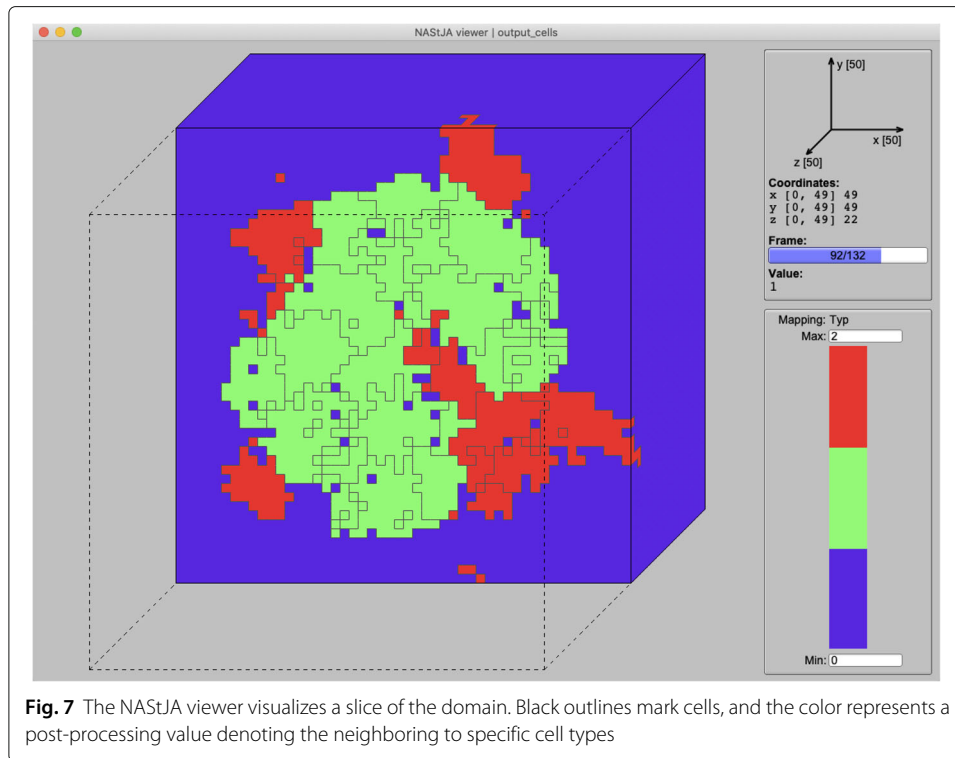 NAStJA viewer | output_cells
y [50]
x [50]
z [50]
Coordinates:
x [0, 49] 49
y [0, 49] 49
z [0, 49] 22
Frame:
92/132
Value:
1
Mapping: Typ
Max: 2
Min: 0
Fig. 7 The NAStJA viewer visualizes a slice of the domain. Black outlines mark cells, and the color represents a
post-processing value denoting the neighboring to specific cell types